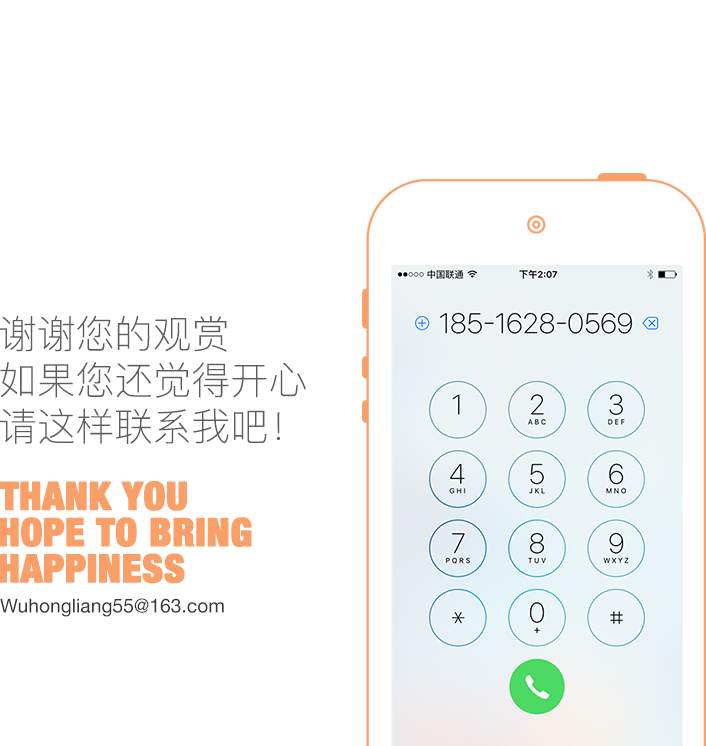 谢谢您的观赏
如果您还觉得开心
请这样联系我吧！
THANK YOU
HOPE TO BRING
HAPPINESS
Wuhongliang55@163.com
中国联通 下午2:07
185-1628-0569
1 2 3
ABC DEF
4 5 6
GHI JKL MNO
7 8 9
PQRS TUV WXYZ
* 0 #
+